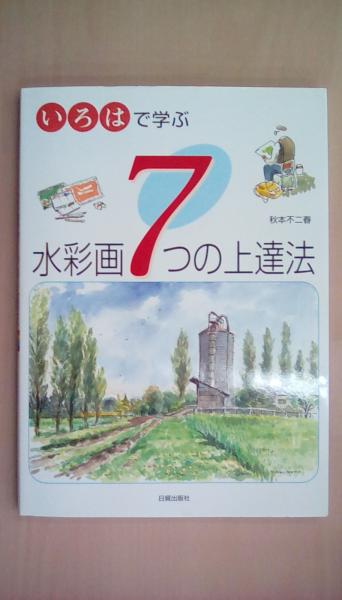 いろはで学ぶ
7
秋本不二春
水彩画7つの上達法
日貿出版社